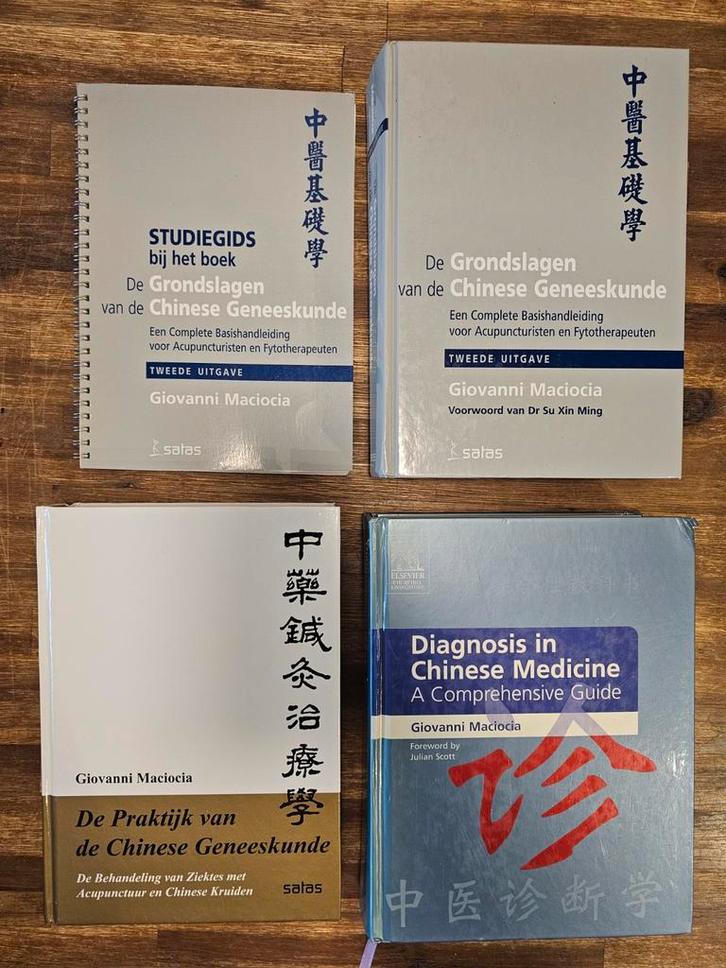 中醫基礎學
STUDIEGIDS
bij het boek
De Grondslagen
van de Chinese Geneeskunde
Een Complete Basishandleiding
voor Acupuncturisten en Fytotherapeuten
TWEEDE UITGAVE
Giovanni Maciocia
satas
中醫基礎學
De Grondslagen
van de Chinese Geneeskunde
Een Complete Basishandleiding
voor Acupuncturisten en Fytotherapeuten
TWEEDE UITGAVE
Giovanni Maciocia
Voorwoord van Dr Su Xin Ming
satas
中藥鍼灸治療學
Giovanni Maciocia
De Praktijk van
de Chinese Geneeskunde
De Behandeling van Ziektes met
Acupunctuur en Chinese Kruiden
satas
ELSEVIER
CHURCHILL
LIVINGSTONE
Diagnosis in
Chinese Medicine
A Comprehensive Guide
Giovanni Maciocia
Foreword by
Julian Scott
诊
中医诊断学